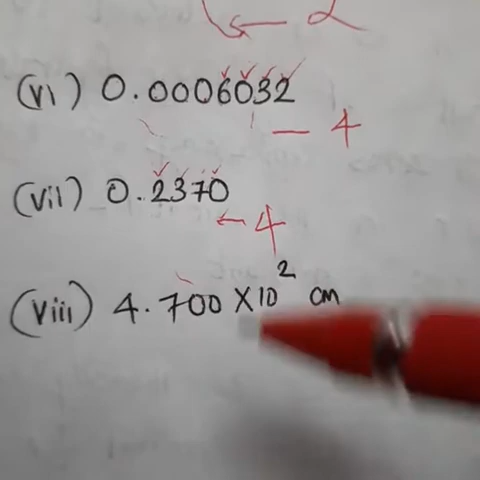 ← 2
(vi) 0.0006032
— 4
(vii) 0.2370
← 4
(viii) 4.700 X 10² cm